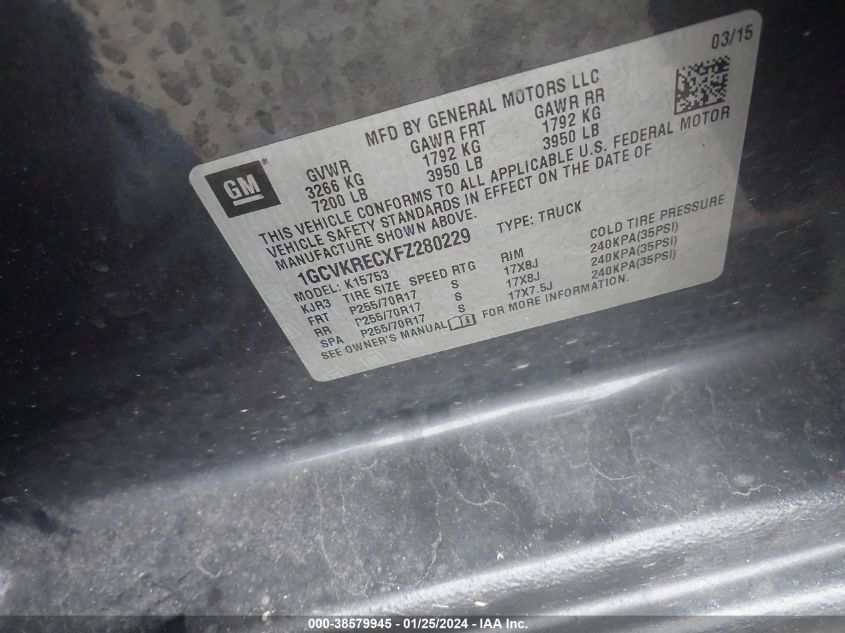 03/15
MFD BY GENERAL MOTORS LLC
GM ®
GVWR GAWR FRT GAWR RR
3266 KG 1792 KG 1792 KG
7200 LB 3950 LB 3950 LB
THIS VEHICLE CONFORMS TO ALL APPLICABLE U.S. FEDERAL MOTOR
VEHICLE SAFETY STANDARDS IN EFFECT ON THE DATE OF
MANUFACTURE SHOWN ABOVE.
1GCVKRECXFZ280229 TYPE: TRUCK
MODEL: K15753
KJR3 TIRE SIZE SPEED RTG RIM COLD TIRE PRESSURE
FRT P255/70R17 S 17X8J 240KPA(35PSI)
RR P255/70R17 S 17X8J 240KPA(35PSI)
SPA P255/70R17 S 17X7.5J 240KPA(35PSI)
SEE OWNER'S MANUAL FOR MORE INFORMATION.
000-38579945 - 01/25/2024 - IAA Inc.